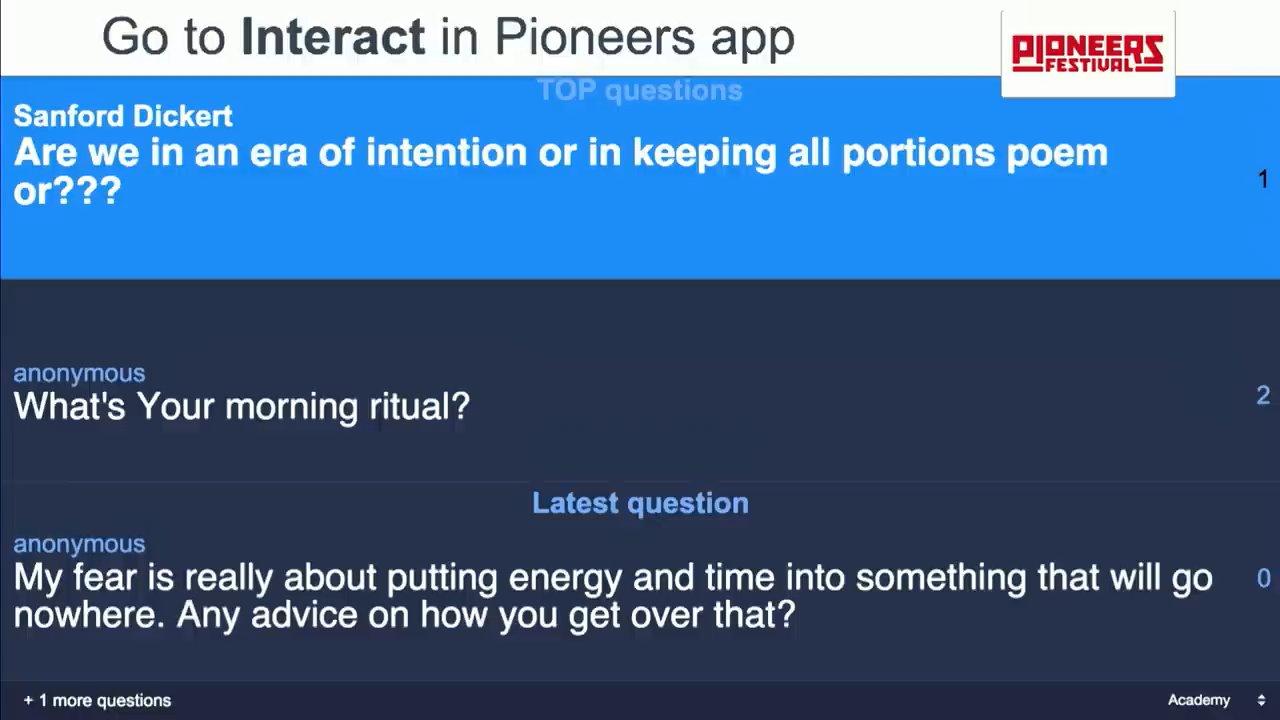 Go to Interact in Pioneers app
PIONEERS
FESTIVAL
TOP questions
Sanford Dickert
Are we in an era of intention or in keeping all portions poem
or???
1
anonymous
What's Your morning ritual?
2
Latest question
anonymous
My fear is really about putting energy and time into something that will go
nowhere. Any advice on how you get over that?
0
+ 1 more questions
Academy